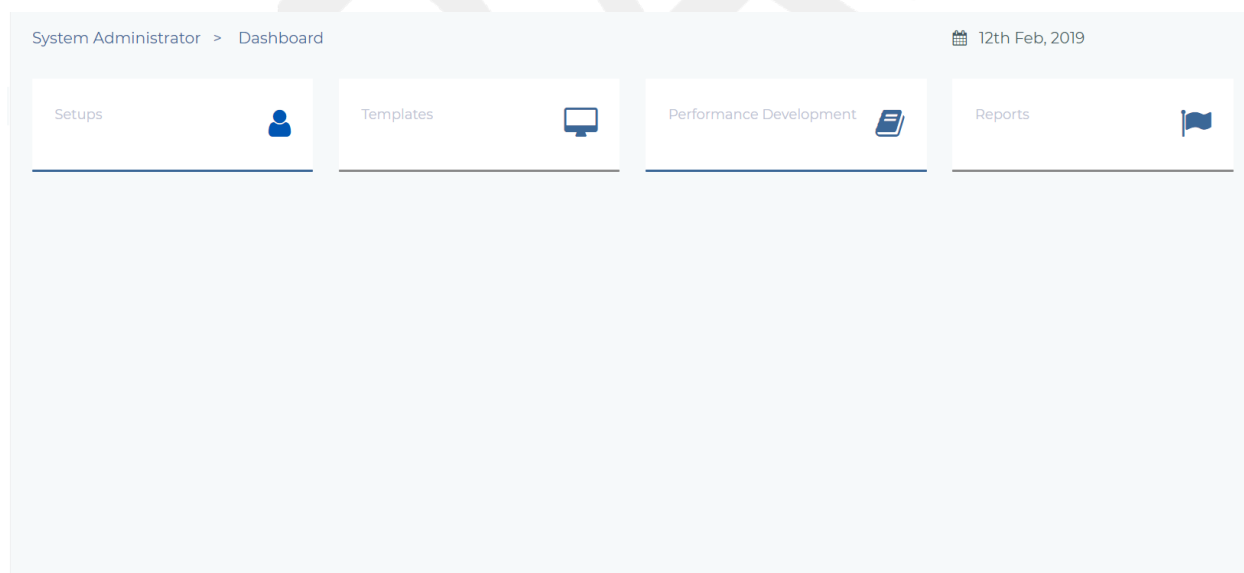 System Administrator > Dashboard
12th Feb, 2019
Setups
Templates
Performance Development
Reports